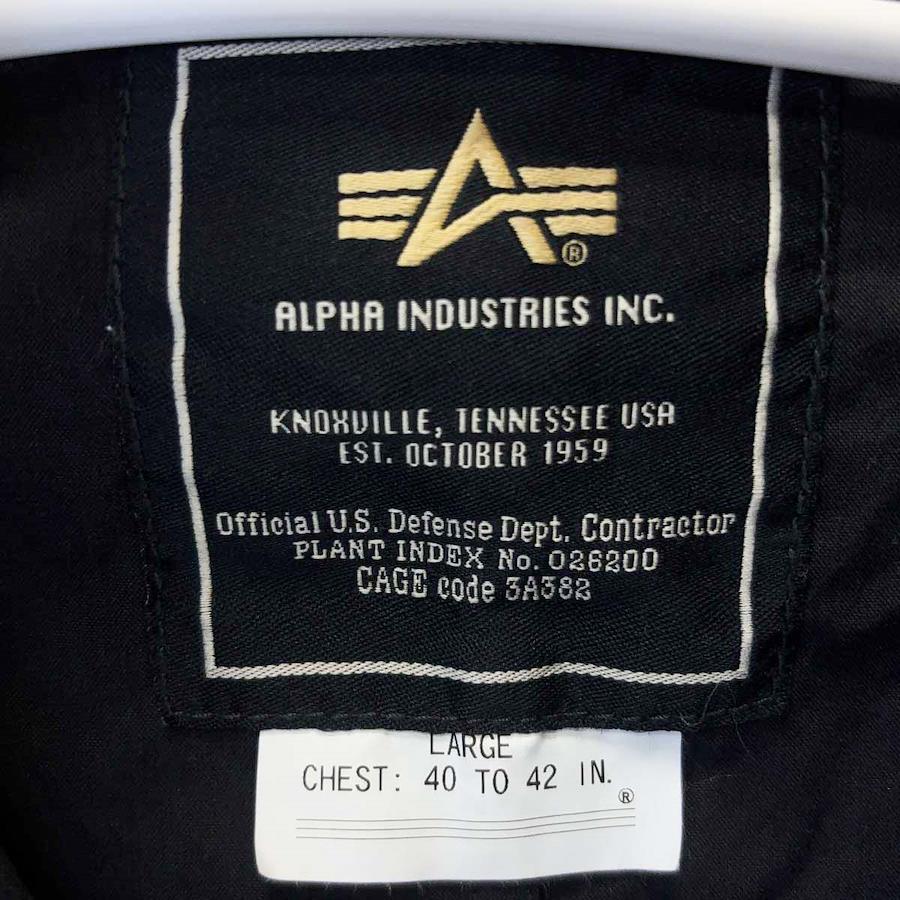 ®
ALPHA INDUSTRIES INC.
KNOXVILLE, TENNESSEE USA
EST. OCTOBER 1959
Official U.S. Defense Dept. Contractor
PLANT INDEX No. 026200
CAGE code 3A382
LARGE
CHEST: 40 TO 42 IN.
®